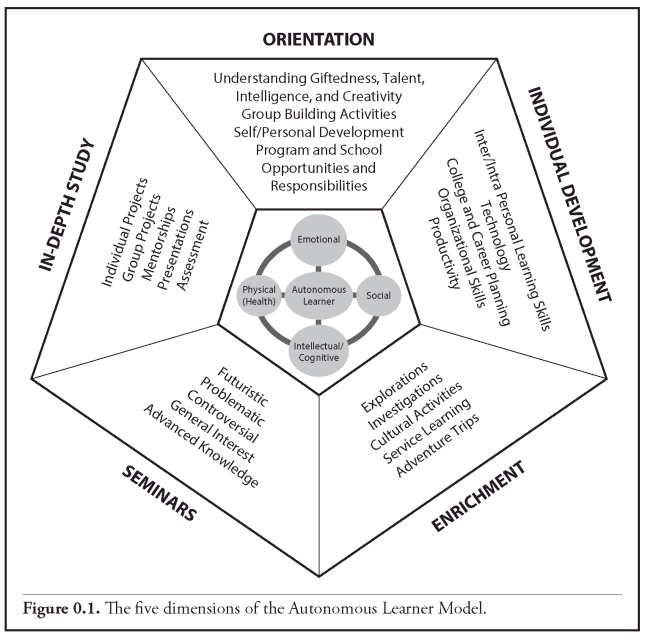 ORIENTATION
Understanding Giftedness, Talent,
Intelligence, and Creativity
Group Building Activities
Self/Personal Development
Program and School
Opportunities and
Responsibilities
INDIVIDUAL DEVELOPMENT
Inter/Intra Personal Learning Skills
Technology
College and Career Planning
Organizational Skills
Productivity
IN-DEPTH STUDY
Individual Projects
Group Projects
Mentorships
Presentations
Assessment
Emotional
Physical
(Health)
Autonomous
Learner
Social
Intellectual/
Cognitive
Futuristic
Problematic
Controversial
General Interest
Advanced Knowledge
SEMINARS
Explorations
Investigations
Cultural Activities
Service Learning
Adventure Trips
ENRICHMENT
Figure 0.1. The five dimensions of the Autonomous Learner Model.